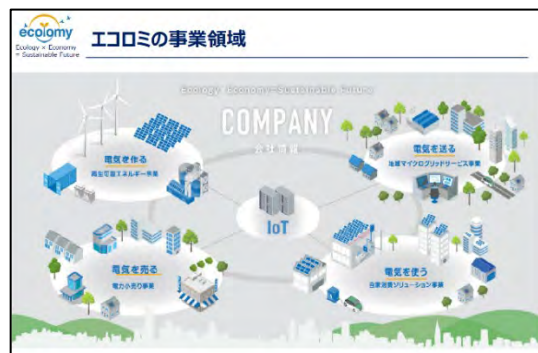 ecolomy
Ecology × Economy
= Sustainable Future
エコロミの事業領域
Ecology × Economy=Sustainable Future
COMPANY
会社情報
電気を作る
再生可能エネルギー事業
電気を送る
地域マイクログリッドサービス事業
IoT
電気を売る
電力小売り事業
電気を使う
自家消費ソリューション事業